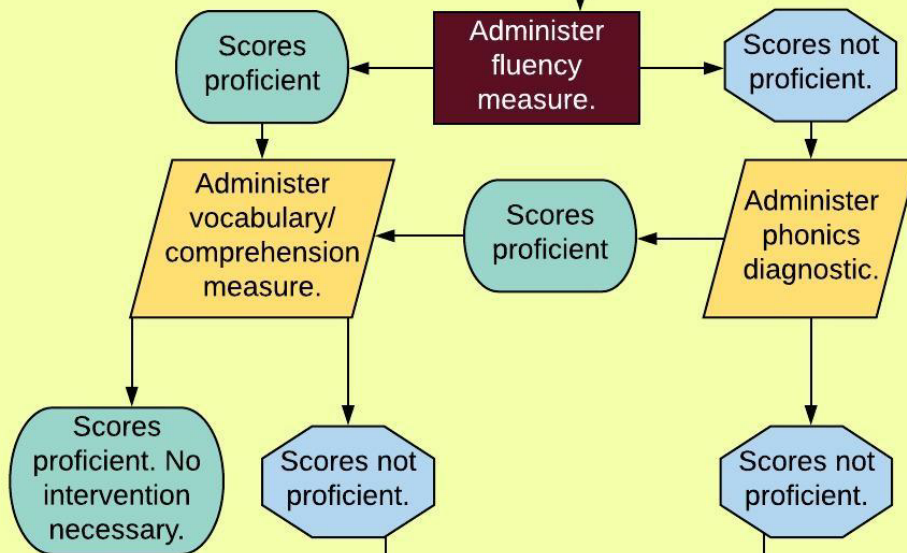 Scores
proficient
Administer
fluency
measure.
Scores not
proficient.
Administer
vocabulary/
comprehension
measure.
Scores
proficient
Administer
phonics
diagnostic.
Scores
proficient. No
intervention
necessary.
Scores not
proficient.
Scores not
proficient.